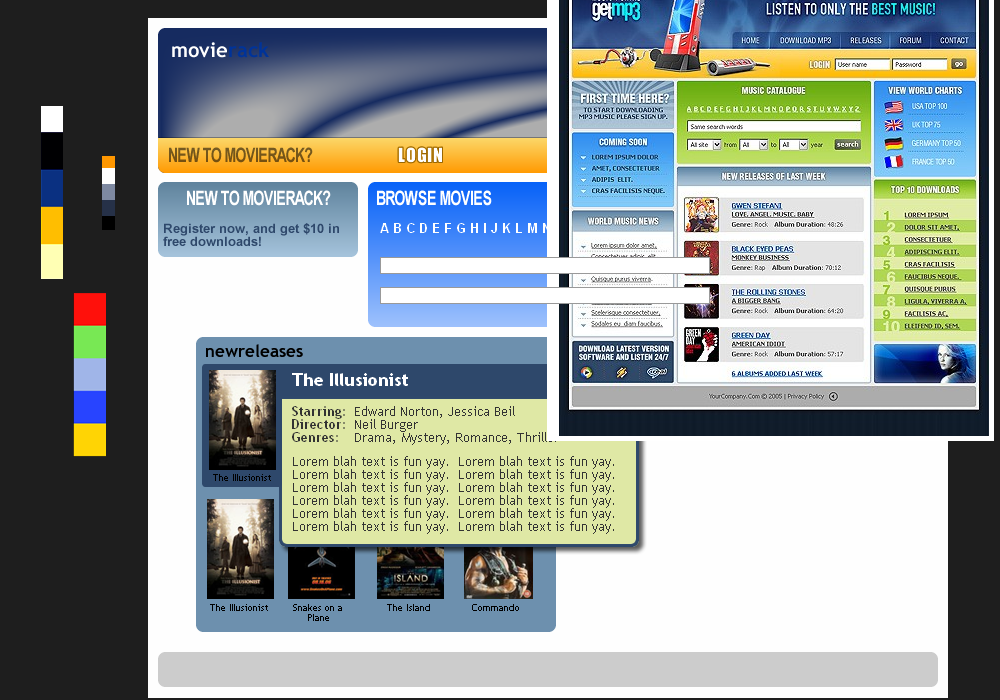 movierack
NEW TO MOVIERACK?
LOGIN
NEW TO MOVIERACK?
Register now, and get $10 in
free downloads!
BROWSE MOVIES
A B C D E F G H I J K L M N
newreleases
The Illusionist
The Illusionist
Starring: Edward Norton, Jessica Beil
Director: Neil Burger
Genres: Drama, Mystery, Romance, Thrille
Lorem blah text is fun yay. Lorem blah text is fun yay.
Lorem blah text is fun yay. Lorem blah text is fun yay.
Lorem blah text is fun yay. Lorem blah text is fun yay.
Lorem blah text is fun yay. Lorem blah text is fun yay.
Lorem blah text is fun yay. Lorem blah text is fun yay.
Lorem blah text is fun yay. Lorem blah text is fun yay.
The Illusionist
Snakes on a
Plane
ISLAND
The Island
Commando
getmp3
LISTEN TO ONLY THE BEST MUSIC!
HOME DOWNLOAD MP3 RELEASES FORUM CONTACT
LOGIN User name Password go
FIRST TIME HERE?
TO START DOWNLOADING
MP3 MUSIC PLEASE SIGN UP.
COMING SOON
LOREM IPSUM DOLOR
AMET, CONSECTETUER
ADIPIS ELIT.
CRAS FACILISIS NEQUE.
WORLD MUSIC NEWS
Lorem ipsum dolor amet,
Consectetuer adipis elit.
Quisque purus viverra.
Scelerisque consectetuer,
Sodales eu diam faucibus.
DOWNLOAD LATEST VERSION
SOFTWARE AND LISTEN 24/7
MUSIC CATALOGUE
A B C D E F G H I J K L M N O P Q R S T U V W X Y Z
Same search words
All site from All to All year search
NEW RELEASES OF LAST WEEK
GWEN STEFANI
LOVE. ANGEL. MUSIC. BABY
Genre: Rock Album Duration: 48:26
BLACK EYED PEAS
MONKEY BUSINESS
Genre: Rap Album Duration: 70:12
THE ROLLING STONES
A BIGGER BANG
Genre: Rock Album Duration: 64:20
GREEN DAY
GREEN DAY
AMERICAN IDIOT
Genre: Rock Album Duration: 57:17
6 ALBUMS ADDED LAST WEEK
VIEW WORLD CHARTS
USA TOP 100
UK TOP 75
GERMANY TOP 50
FRANCE TOP 50
TOP 10 DOWNLOADS
1 LOREM IPSUM
2 DOLOR SIT AMET,
3 CONSECTETUER
4 ADIPISCING ELIT.
5 CRAS FACILISIS
6 FAUCIBUS NEQUE.
7 QUISQUE PURUS
8 LIGULA, VIVERRA A,
9 FACILISIS AC,
10 ELEIFEND ID, SEM.
YourCompany.Com © 2005 | Privacy Policy